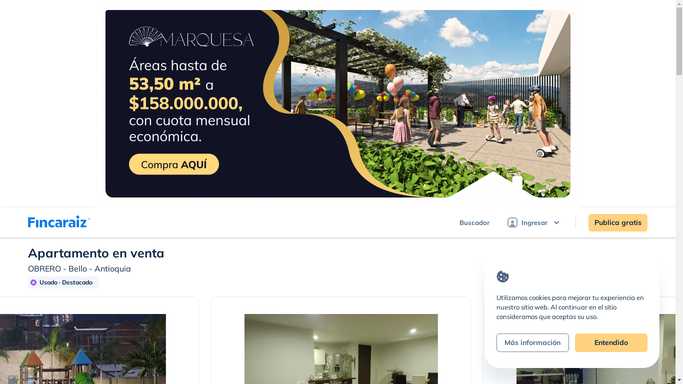 MARQUESA
Áreas hasta de
53,50 m² a
$158.000.000,
con cuota mensual
económica.
Compra AQUÍ
Fincaraiz
Buscador
Ingresar
Publica gratis
Apartamento en venta
OBRERO - Bello - Antioquia
Usado - Destacado
Utilizamos cookies para mejorar tu experiencia en
nuestro sitio web. Al continuar en el sitio
consideramos que aceptas su uso.
Más información
Entendido